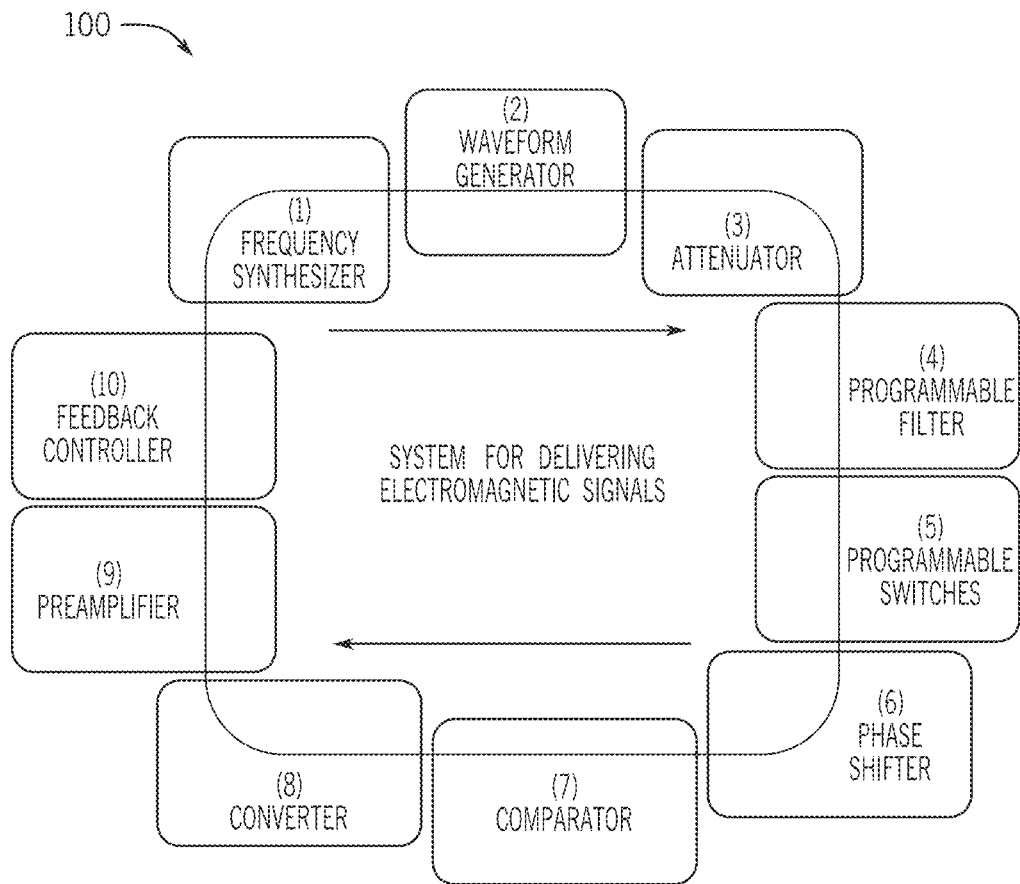 100
(1)
FREQUENCY
SYNTHESIZER
(2)
WAVEFORM
GENERATOR
(3)
ATTENUATOR
(4)
PROGRAMMABLE
FILTER
(5)
PROGRAMMABLE
SWITCHES
(6)
PHASE
SHIFTER
(7)
COMPARATOR
(8)
CONVERTER
(9)
PREAMPLIFIER
(10)
FEEDBACK
CONTROLLER
SYSTEM FOR DELIVERING
ELECTROMAGNETIC SIGNALS